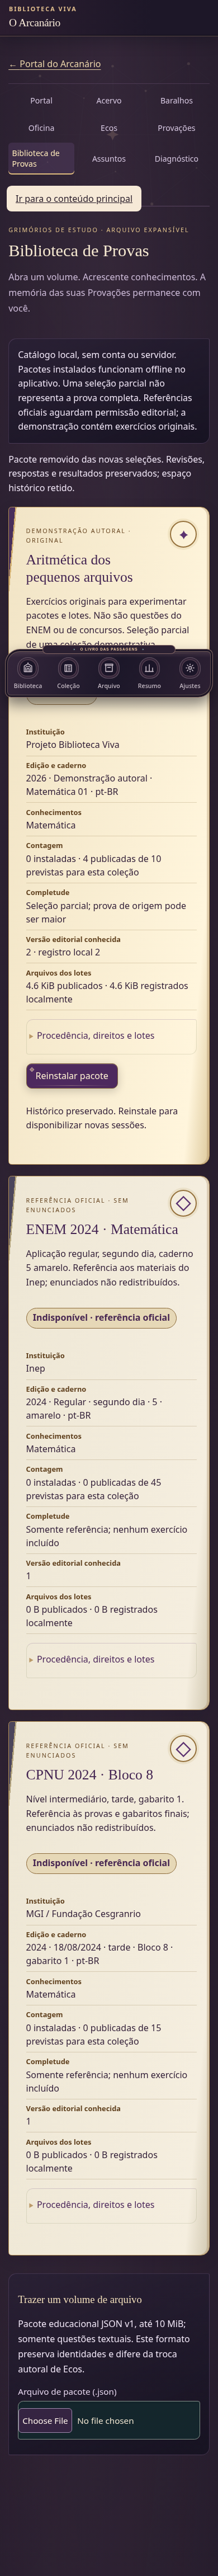 BIBLIOTECA VIVA
O Arcanário
← Portal do Arcanário
Portal
Acervo
Baralhos
Oficina
Ecos
Provações
Biblioteca de
Provas
Assuntos
Diagnóstico
Ir para o conteúdo principal
GRIMÓRIOS DE ESTUDO · ARQUIVO EXPANSÍVEL
Biblioteca de Provas
Abra um volume. Acrescente conhecimentos. A
memória das suas Provações permanece com
você.
Catálogo local, sem conta ou servidor.
Pacotes instalados funcionam offline no
aplicativo. Uma seleção parcial não
representa a prova completa. Referências
oficiais aguardam permissão editorial; a
demonstração contém exercícios originais.
Pacote removido das novas seleções. Revisões,
respostas e resultados preservados; espaço
histórico retido.
DEMONSTRAÇÃO AUTORAL ·
ORIGINAL
Aritmética dos
pequenos arquivos
Exercícios originais para experimentar
pacotes e lotes. Não são questões do
ENEM ou de concursos. Seleção parcial
de uma coleção demonstrativa
O LIVRO DAS PASSAGENS
Biblioteca
Coleção
Arquivo
Resumo
Ajustes
Instituição
Projeto Biblioteca Viva
Edição e caderno
2026 · Demonstração autoral ·
Matemática 01 · pt-BR
Conhecimentos
Matemática
Contagem
0 instaladas · 4 publicadas de 10
previstas para esta coleção
Completude
Seleção parcial; prova de origem pode
ser maior
Versão editorial conhecida
2 · registro local 2
Arquivos dos lotes
4.6 KiB publicados · 4.6 KiB registrados
localmente
Procedência, direitos e lotes
Reinstalar pacote
Histórico preservado. Reinstale para
disponibilizar novas sessões.
REFERÊNCIA OFICIAL · SEM
ENUNCIADOS
ENEM 2024 · Matemática
Aplicação regular, segundo dia, caderno
5 amarelo. Referência aos materiais do
Inep; enunciados não redistribuídos.
Indisponível · referência oficial
Instituição
Inep
Edição e caderno
2024 · Regular · segundo dia · 5 ·
amarelo · pt-BR
Conhecimentos
Matemática
Contagem
0 instaladas · 0 publicadas de 45
previstas para esta coleção
Completude
Somente referência; nenhum exercício
incluído
Versão editorial conhecida
1
Arquivos dos lotes
0 B publicados · 0 B registrados
localmente
Procedência, direitos e lotes
REFERÊNCIA OFICIAL · SEM
ENUNCIADOS
CPNU 2024 · Bloco 8
Nível intermediário, tarde, gabarito 1.
Referência às provas e gabaritos finais;
enunciados não redistribuídos.
Indisponível · referência oficial
Instituição
MGI / Fundação Cesgranrio
Edição e caderno
2024 · 18/08/2024 · tarde · Bloco 8 ·
gabarito 1 · pt-BR
Conhecimentos
Matemática
Contagem
0 instaladas · 0 publicadas de 15
previstas para esta coleção
Completude
Somente referência; nenhum exercício
incluído
Versão editorial conhecida
1
Arquivos dos lotes
0 B publicados · 0 B registrados
localmente
Procedência, direitos e lotes
Trazer um volume de arquivo
Pacote educacional JSON v1, até 10 MiB;
somente questões textuais. Este formato
preserva identidades e difere da troca
autoral de Ecos.
Arquivo de pacote (.json)
Choose File
No file chosen